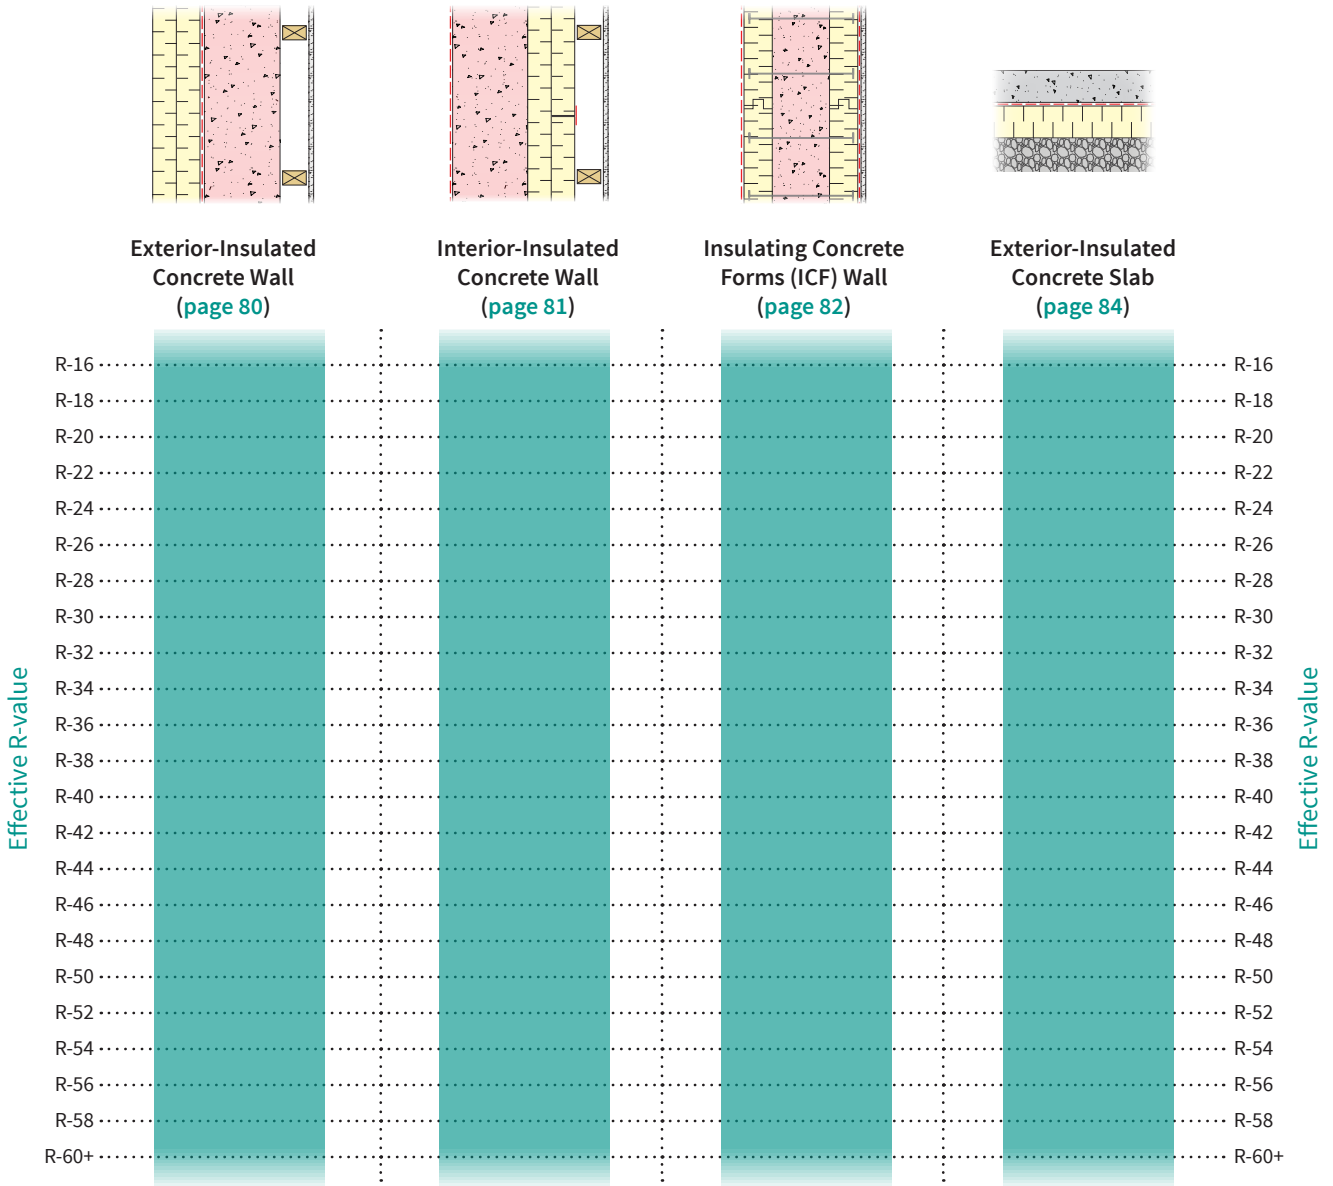 Exterior-Insulated
Concrete Wall
(page 80)
Interior-Insulated
Concrete Wall
(page 81)
Insulating Concrete
Forms (ICF) Wall
(page 82)
Exterior-Insulated
Concrete Slab
(page 84)
Effective R-value
R-16 R-16
R-18 R-18
R-20 R-20
R-22 R-22
R-24 R-24
R-26 R-26
R-28 R-28
R-30 R-30
R-32 R-32
R-34 R-34
R-36 R-36
R-38 R-38
R-40 R-40
R-42 R-42
R-44 R-44
R-46 R-46
R-48 R-48
R-50 R-50
R-52 R-52
R-54 R-54
R-56 R-56
R-58 R-58
R-60+ R-60+
Effective R-value